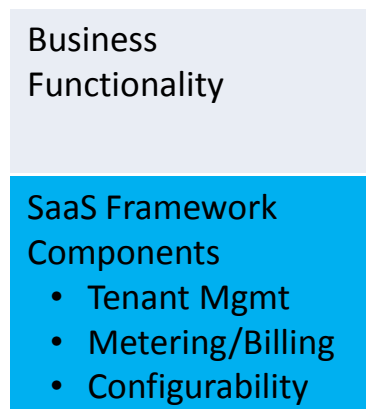 Business
Functionality
SaaS Framework
Components
• Tenant Mgmt
• Metering/Billing
• Configurability